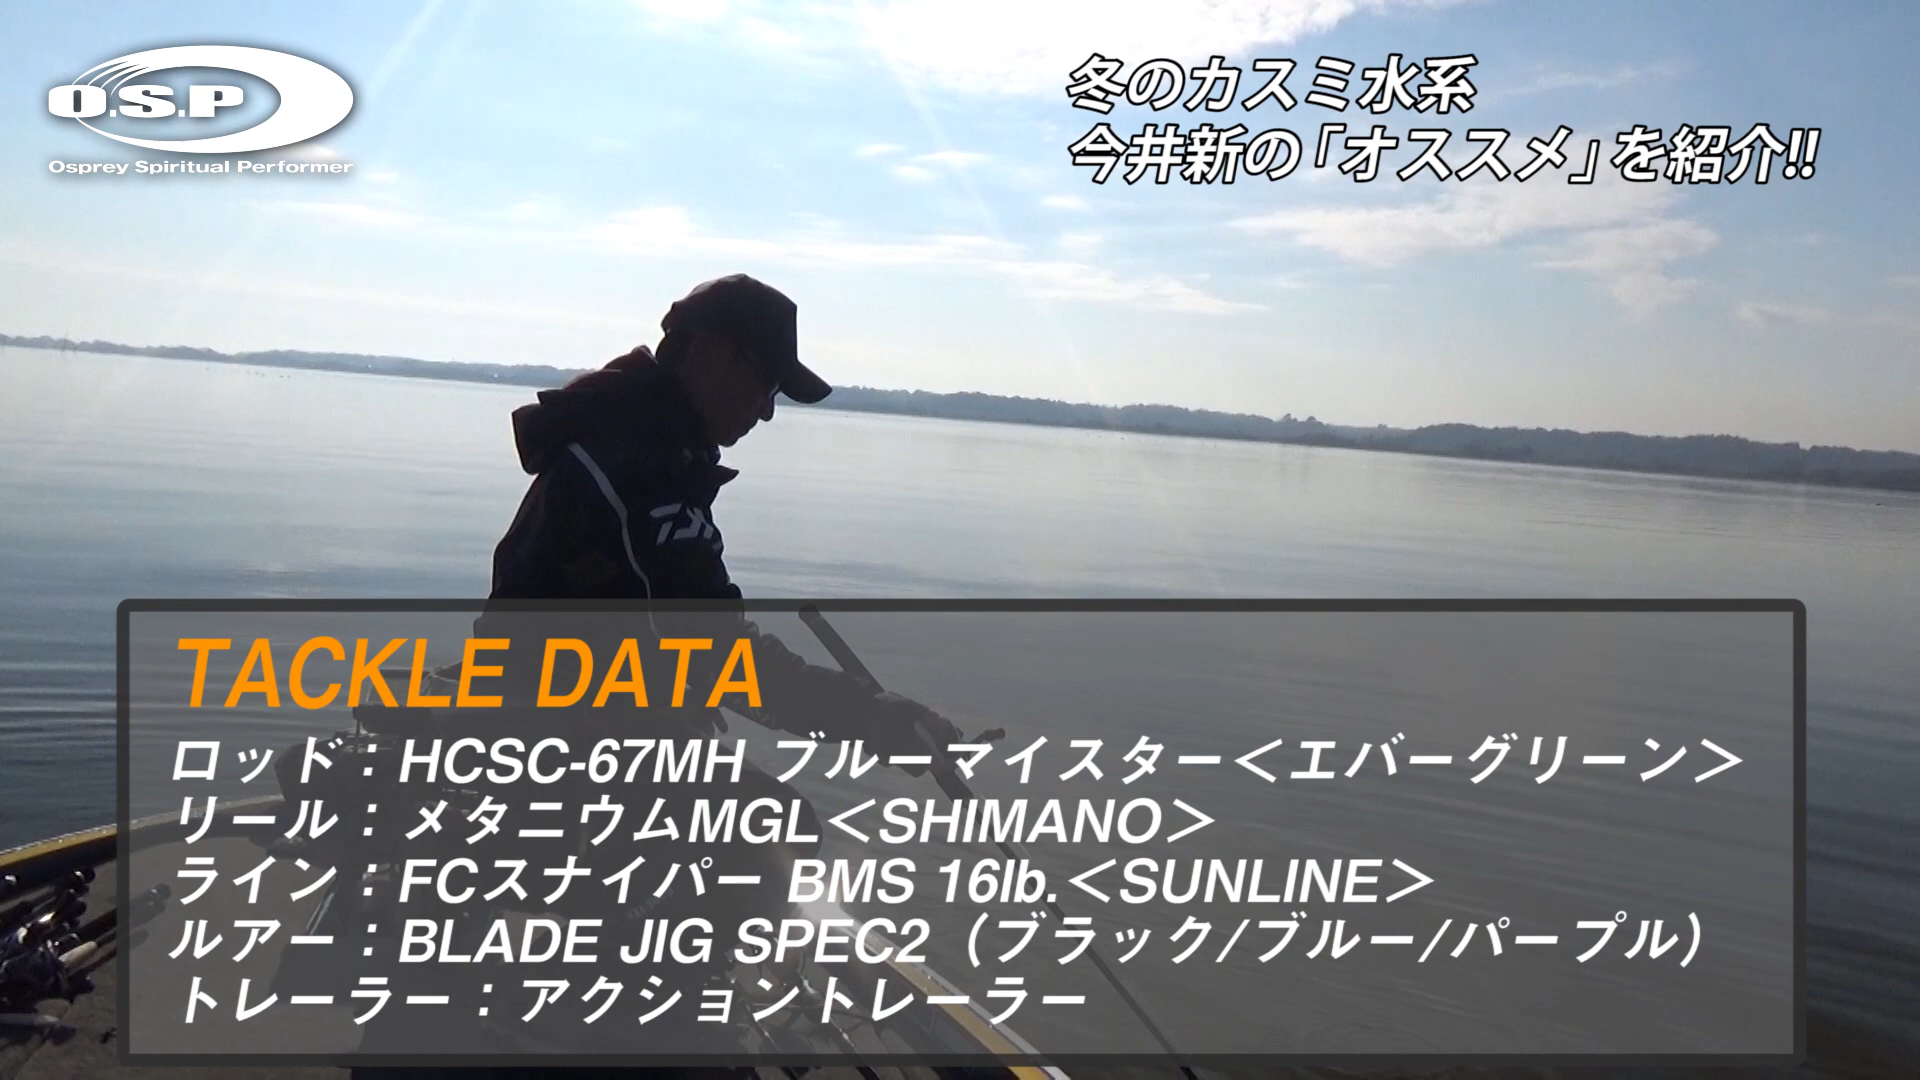 O.S.P
Osprey Spiritual Performer
冬のカスミ水系
今井新の「オススメ」を紹介!!
TACKLE DATA
ロッド：HCSC-67MH ブルーマイスター＜エバーグリーン＞
リール：メタニウムMGL＜SHIMANO＞
ライン：FCスナイパー BMS 16lb.＜SUNLINE＞
ルアー：BLADE JIG SPEC2（ブラック/ブルー/パープル）
トレーラー：アクショントレーラー